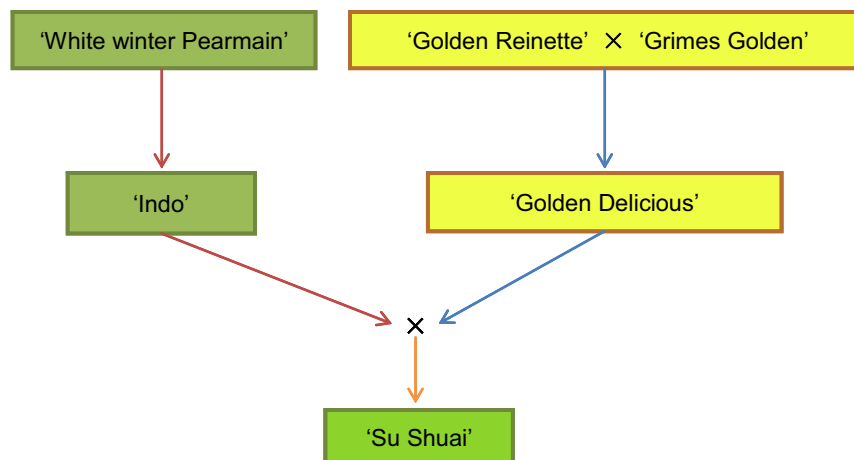 ‘White winter Pearmain’
‘Golden Reinette’ × ‘Grimes Golden’
‘Indo’
‘Golden Delicious’
×
‘Su Shuai’